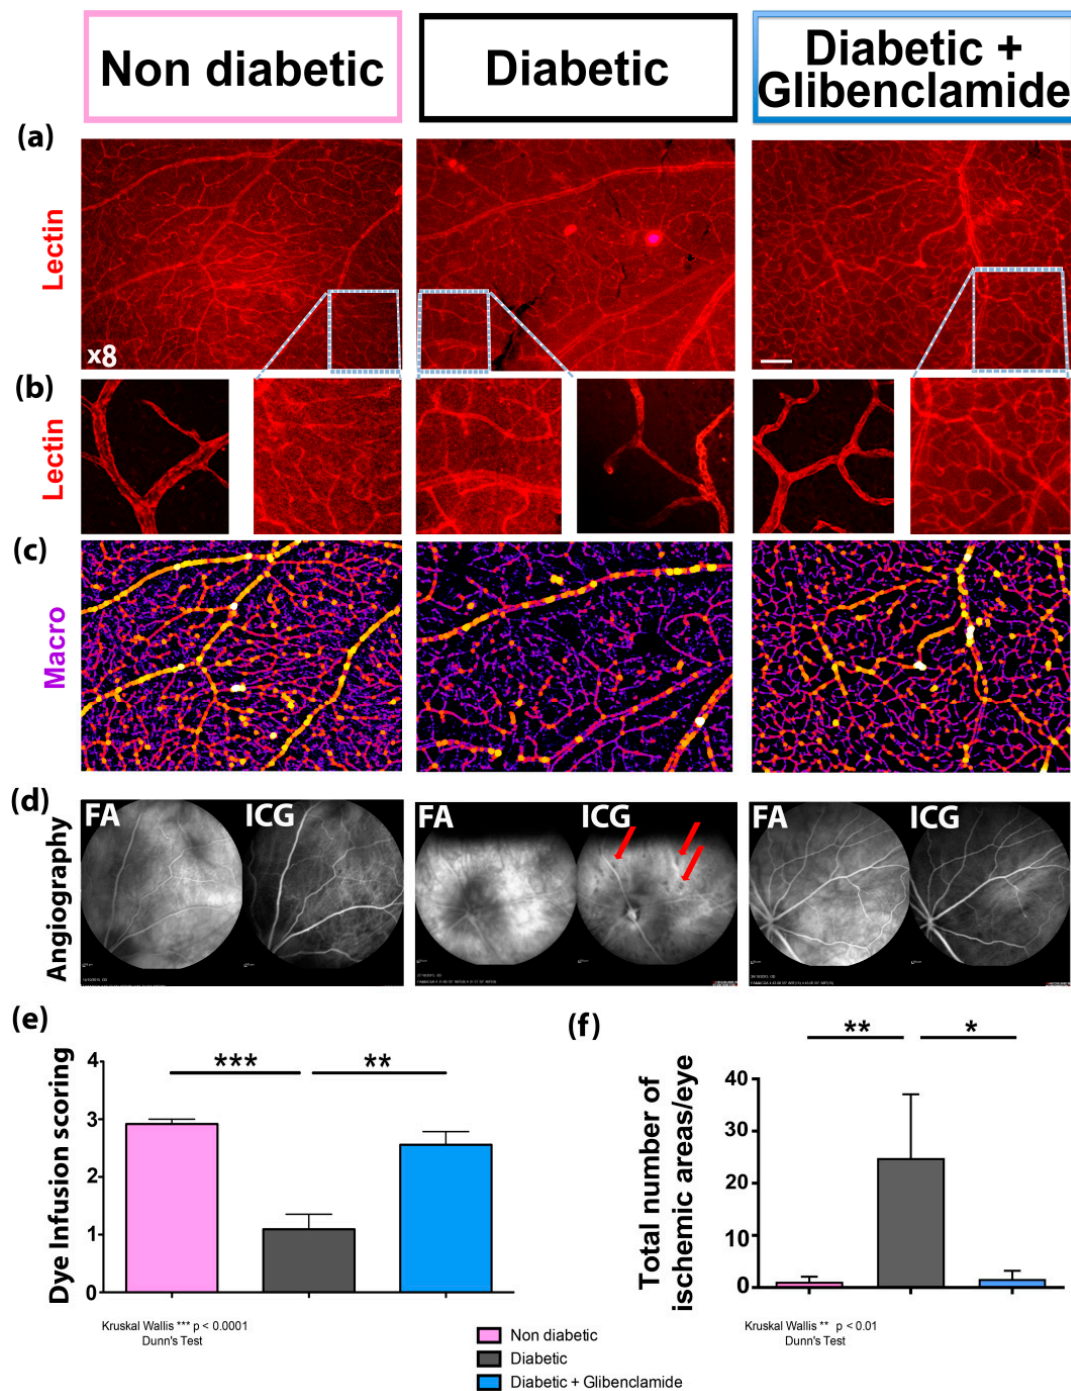 Non diabetic
Diabetic
Diabetic +
Glibenclamide
(a)
Lectin
x8
(b)
Lectin
(c)
Macro
(d)
Angiography
FA
ICG
FA
ICG
FA
ICG
(e)
Dye Infusion scoring
4
3
2
1
0
***
**
Kruskal Wallis *** p < 0.0001
Dunn's Test
(f)
Total number of
ischemic areas/eye
40
30
20
10
0
**
*
Kruskal Wallis ** p < 0.01
Dunn's Test
Non diabetic
Diabetic
Diabetic + Glibenclamide